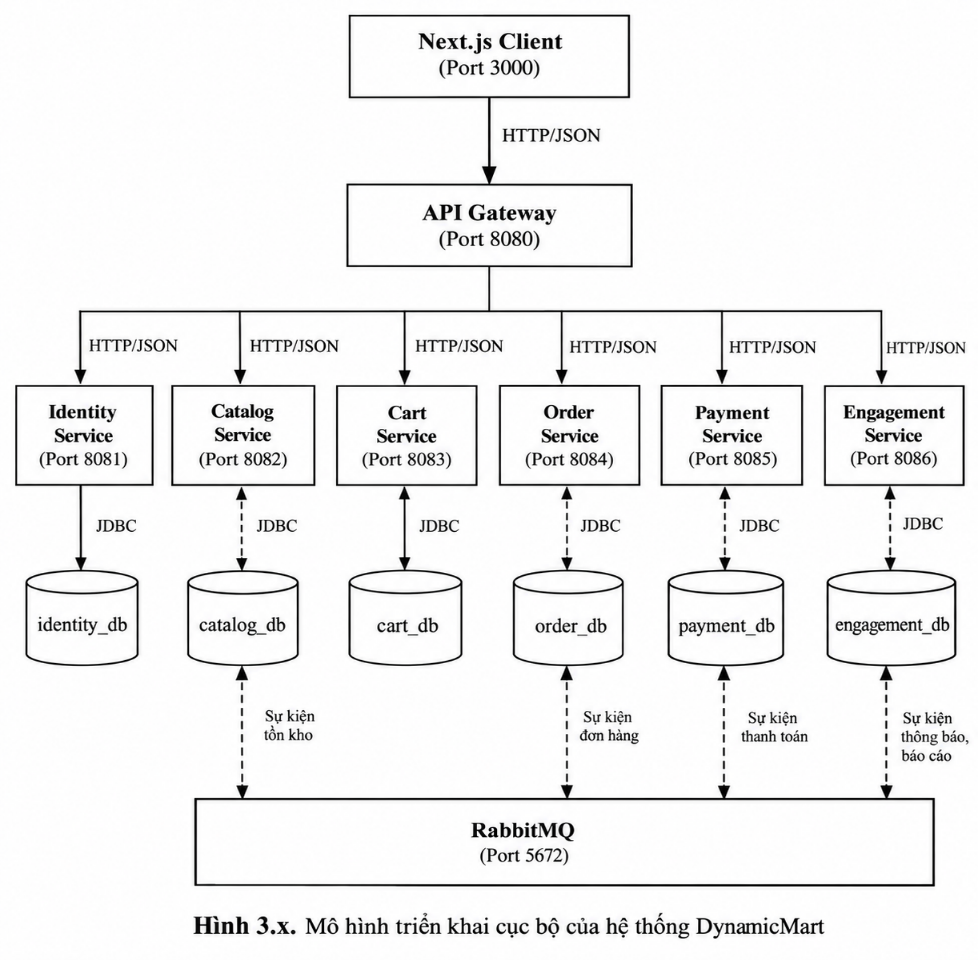 Next.js Client
(Port 3000)
HTTP/JSON
API Gateway
(Port 8080)
HTTP/JSON
HTTP/JSON
HTTP/JSON
HTTP/JSON
HTTP/JSON
HTTP/JSON
Identity
Service
(Port 8081)
Catalog
Service
(Port 8082)
Cart
Service
(Port 8083)
Order
Service
(Port 8084)
Payment
Service
(Port 8085)
Engagement
Service
(Port 8086)
JDBC
JDBC
JDBC
JDBC
JDBC
JDBC
identity_db
catalog_db
cart_db
order_db
payment_db
engagement_db
Sự kiện
tồn kho
Sự kiện
đơn hàng
Sự kiện
thanh toán
Sự kiện
thông báo,
báo cáo
RabbitMQ
(Port 5672)
Hình 3.x. Mô hình triển khai cục bộ của hệ thống DynamicMart